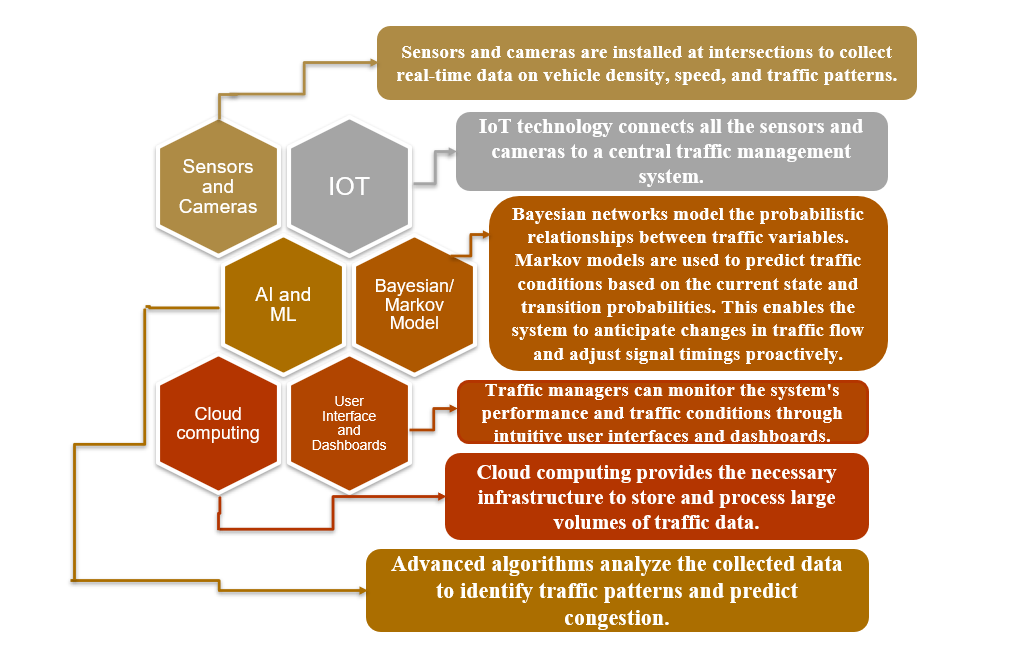 Sensors and cameras are installed at intersections to collect
real-time data on vehicle density, speed, and traffic patterns.
IoT technology connects all the sensors and
cameras to a central traffic management
system.
Sensors
and
Cameras
IOT
Bayesian networks model the probabilistic
relationships between traffic variables.
Markov models are used to predict traffic
conditions based on the current state and
transition probabilities. This enables the
system to anticipate changes in traffic flow
and adjust signal timings proactively.
AI and
ML
Bayesian/
Markov
Model
Traffic managers can monitor the system's
performance and traffic conditions through
intuitive user interfaces and dashboards.
Cloud
computing
User
Interface
and
Dashboards
Cloud computing provides the necessary
infrastructure to store and process large
volumes of traffic data.
Advanced algorithms analyze the collected data
to identify traffic patterns and predict
congestion.